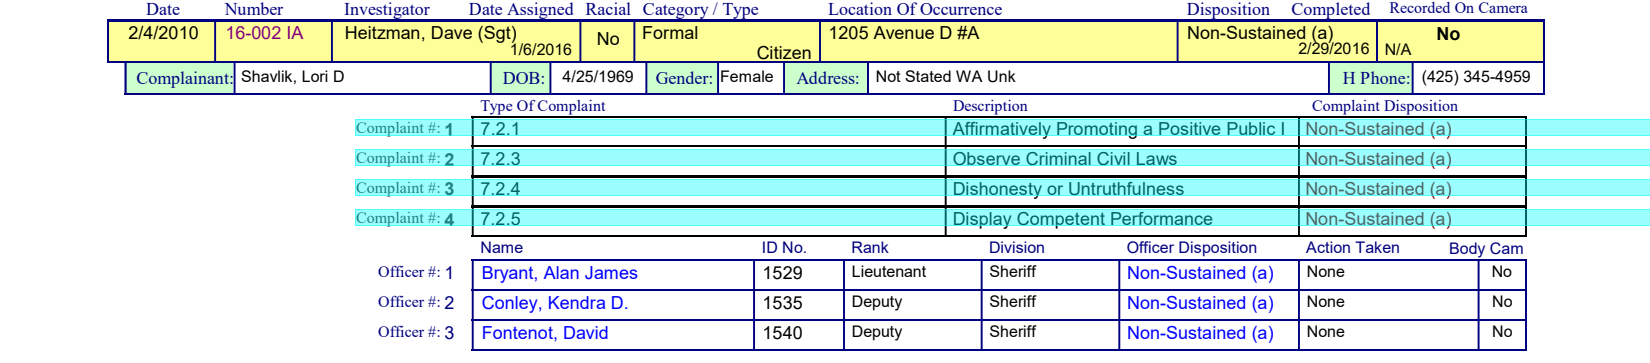 Date Number Investigator Date Assigned Racial Category / Type Location Of Occurrence Disposition Completed Recorded On Camera
2/4/2010 16-002 IA Heitzman, Dave (Sgt) 1/6/2016 No Formal Citizen 1205 Avenue D #A Non-Sustained (a) 2/29/2016 N/A No
Complainant: Shavlik, Lori D DOB: 4/25/1969 Gender: Female Address: Not Stated WA Unk H Phone: (425) 345-4959
Type Of Complaint Description Complaint Disposition
Complaint #: 1 7.2.1 Affirmatively Promoting a Positive Public I Non-Sustained (a)
Complaint #: 2 7.2.3 Observe Criminal Civil Laws Non-Sustained (a)
Complaint #: 3 7.2.4 Dishonesty or Untruthfulness Non-Sustained (a)
Complaint #: 4 7.2.5 Display Competent Performance Non-Sustained (a)
Name ID No. Rank Division Officer Disposition Action Taken Body Cam
Officer #: 1 Bryant, Alan James 1529 Lieutenant Sheriff Non-Sustained (a) None No
Officer #: 2 Conley, Kendra D. 1535 Deputy Sheriff Non-Sustained (a) None No
Officer #: 3 Fontenot, David 1540 Deputy Sheriff Non-Sustained (a) None No